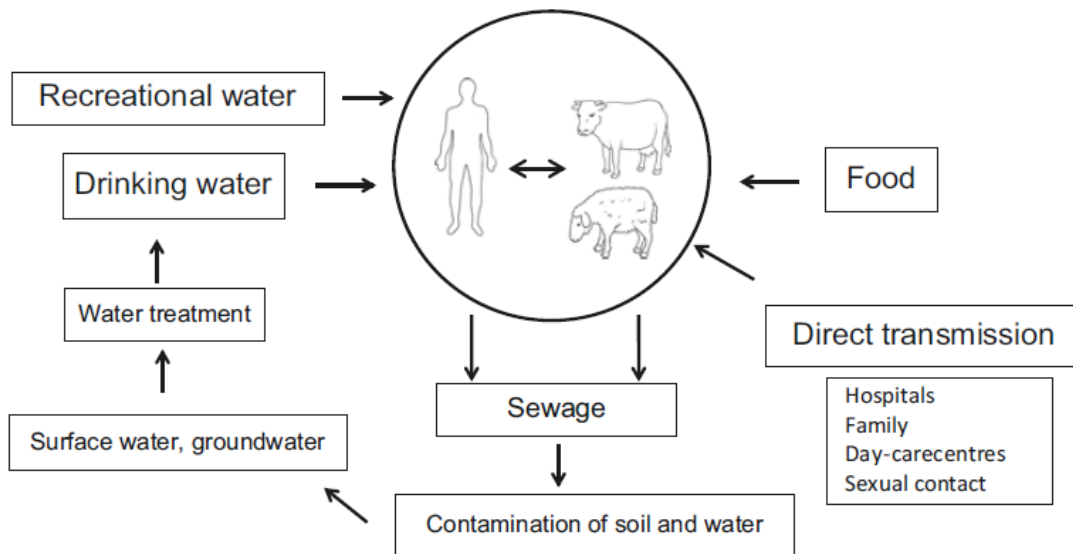 Recreational water
Drinking water
Water treatment
Surface water, groundwater
Food
Direct transmission
Hospitals
Family
Day-carecentres
Sexual contact
Sewage
Contamination of soil and water